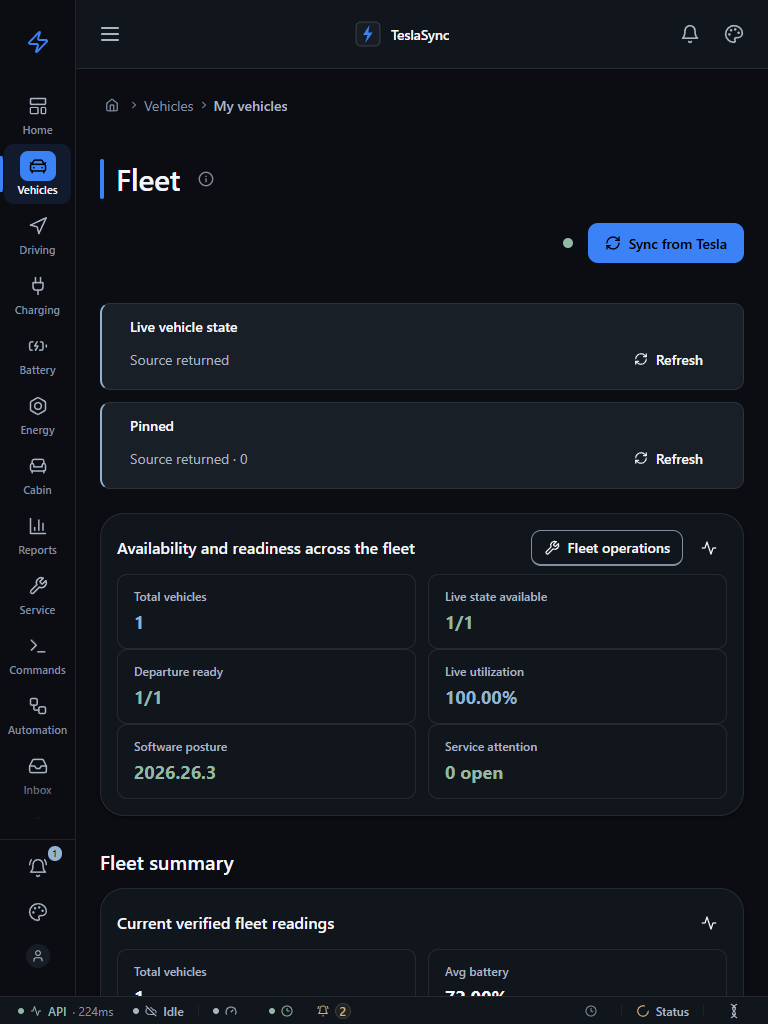 TeslaSync
Home
Vehicles
Driving
Charging
Battery
Energy
Cabin
Reports
Service
Commands
Automation
Inbox
1
Vehicles My vehicles
Fleet
Sync from Tesla
Live vehicle state
Source returned
Refresh
Pinned
Source returned · 0
Refresh
Availability and readiness across the fleet
Fleet operations
Total vehicles
1
Live state available
1/1
Departure ready
1/1
Live utilization
100.00%
Software posture
2026.26.3
Service attention
0 open
Fleet summary
Current verified fleet readings
Total vehicles
1
Avg battery
72.00%
API · 224ms
Idle
2
Status